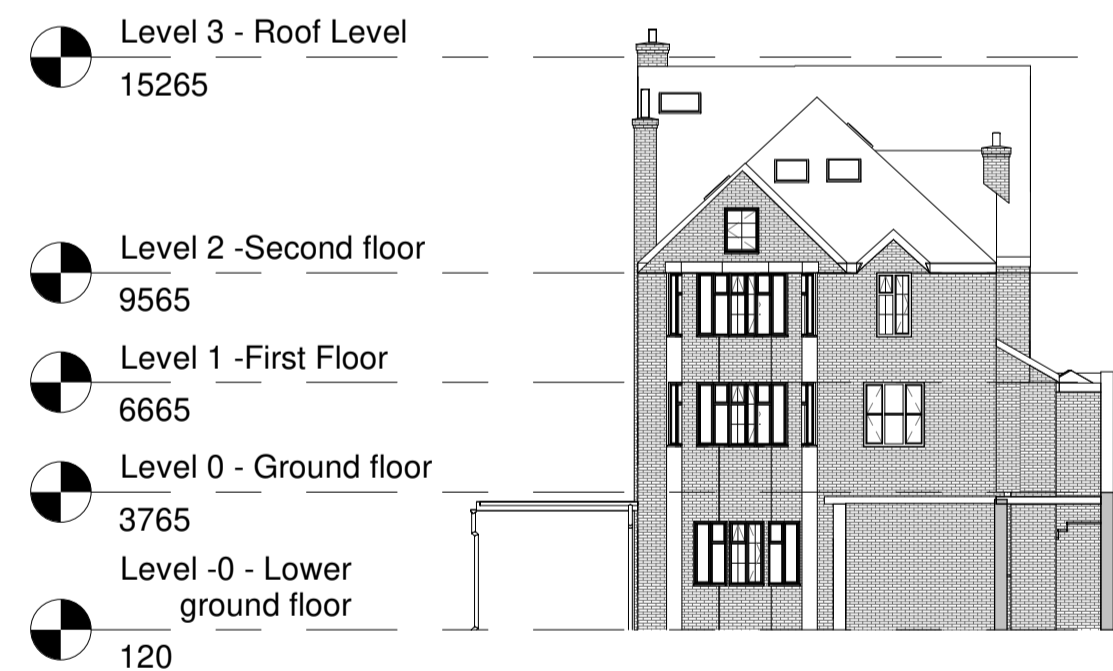 Level 3 - Roof Level
15265
Level 2 -Second floor
9565
Level 1 -First Floor
6665
Level 0 - Ground floor
3765
Level -0 - Lower
ground floor
120